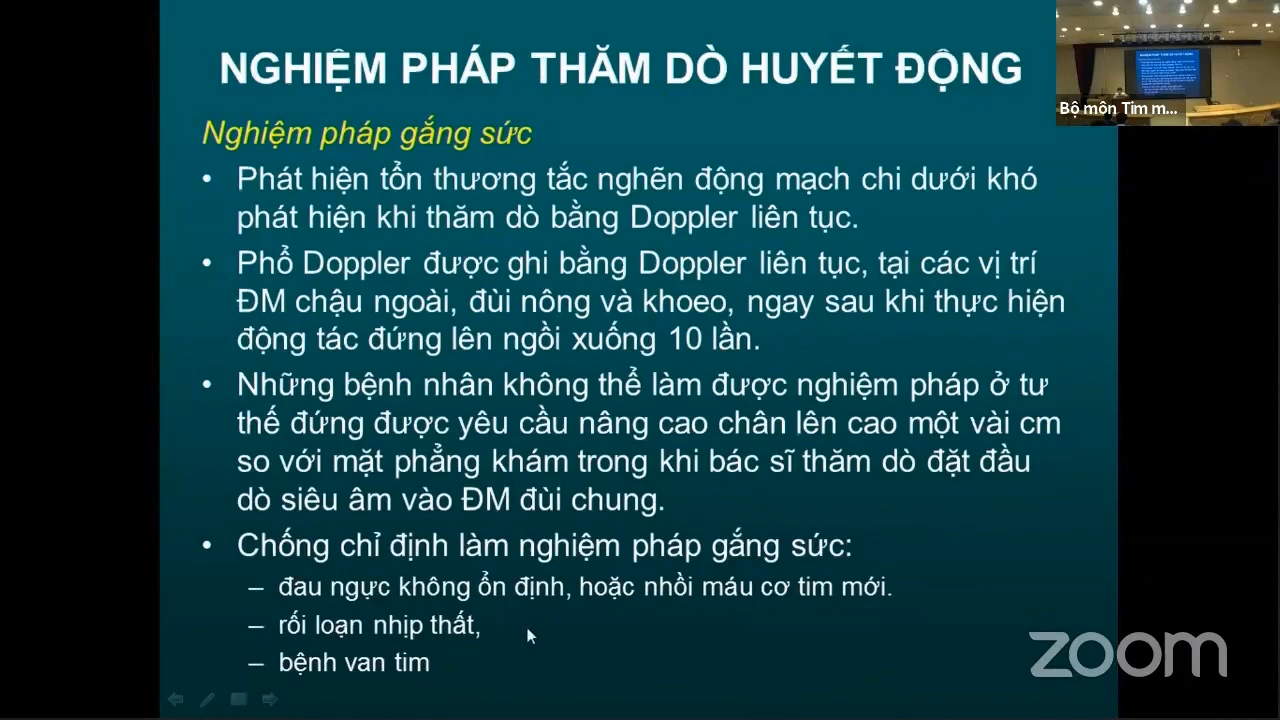 NGHIỆM PHÁP THĂM DÒ HUYẾT ĐỘNG
Bộ môn Tim m...
Nghiệm pháp gắng sức
• Phát hiện tổn thương tắc nghẽn động mạch chi dưới khó
phát hiện khi thăm dò bằng Doppler liên tục.
• Phổ Doppler được ghi bằng Doppler liên tục, tại các vị trí
ĐM chậu ngoài, đùi nông và khoeo, ngay sau khi thực hiện
động tác đứng lên ngồi xuống 10 lần.
• Những bệnh nhân không thể làm được nghiệm pháp ở tư
thế đứng được yêu cầu nâng cao chân lên cao một vài cm
so với mặt phẳng khám trong khi bác sĩ thăm dò đặt đầu
dò siêu âm vào ĐM đùi chung.
• Chống chỉ định làm nghiệm pháp gắng sức:
– đau ngực không ổn định, hoặc nhồi máu cơ tim mới.
– rối loạn nhịp thất,
– bệnh van tim
zoom